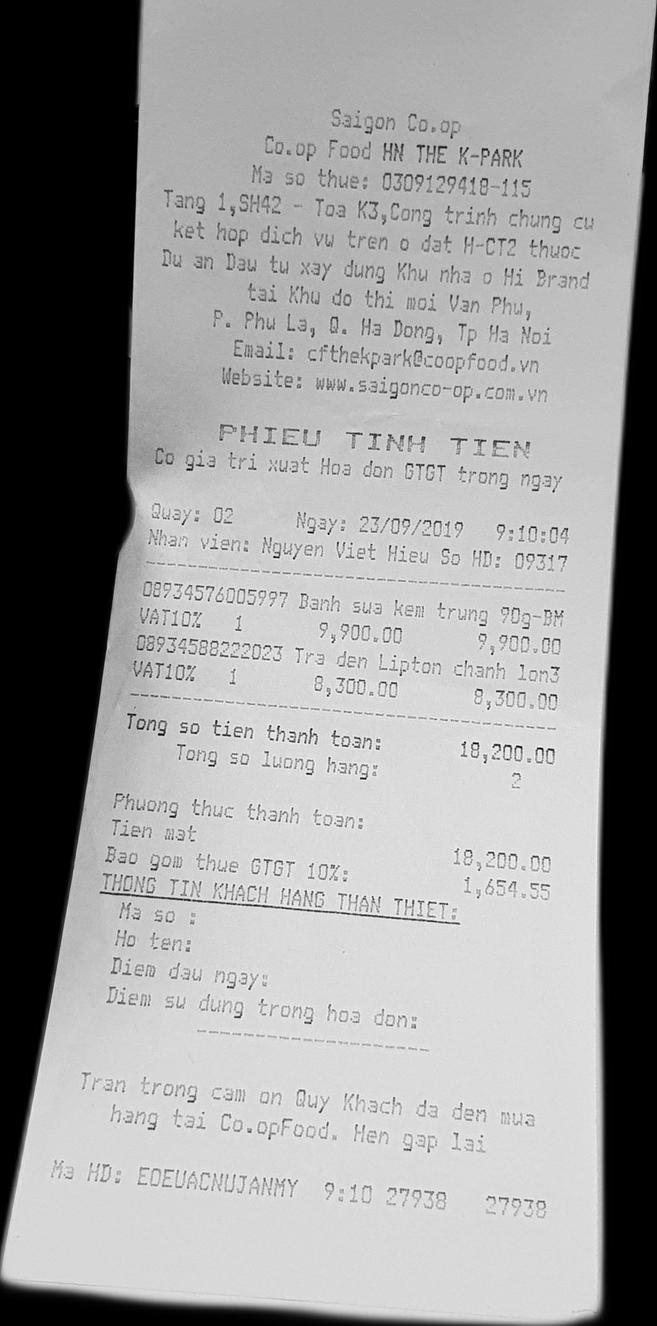 Saigon Co.op
Co.op Food HN THE K-PARK
Ma so thue: 0309129418-115
Tang 1,SH42 - Toa K3,Cong trinh chung cu
ket hop dich vu tren o dat H-CT2 thuoc
Du an Dau tu xay dung Khu nha o Hi Brand
tai Khu do thi moi Van Phu,
P. Phu La, Q. Ha Dong, Tp Ha Noi
Email: cfthekpark@coopfood.vn
Website: www.saigonco-op.com.vn
PHIEU TINH TIEN
Co gia tri xuat Hoa don GTGT trong ngay
Quay: 02 Ngay: 23/09/2019 9:10:04
Nhan vien: Nguyen Viet Hieu So HD: 09317
08934576005997 Banh sua kem trung 90g-BM
VAT10% 1 9,900.00 9,900.00
08934588222023 Tra den Lipton chanh lon3
VAT10% 1 8,300.00 8,300.00
Tong so tien thanh toan: 18,200.00
Tong so luong hang: 2
Phuong thuc thanh toan:
Tien mat 18,200.00
Bao gom thue GTGT 10%: 1,654.55
THONG TIN KHACH HANG THAN THIET:
Ma so :
Ho ten:
Diem dau ngay:
Diem su dung trong hoa don:
Tran trong cam on Quy Khach da den mua
hang tai Co.opFood. Hen gap lai
Ma HD: EOEUACNUJANMY 9:10 27938 27938